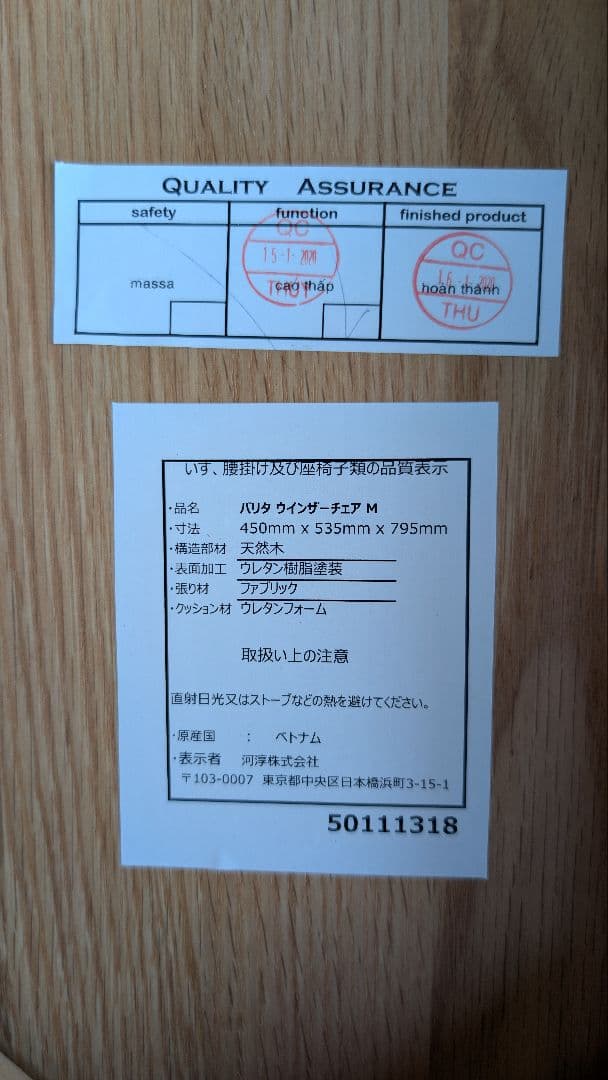 QUALITY ASSURANCE
safety function finished product
QC QC
15-1-2020 16-1-2020
massa cao thấp hoàn thành
THÚY THU
いす、腰掛け及び座椅子類の品質表示
・品名 バリタ ウインザーチェア M
・寸法 450mm x 535mm x 795mm
・構造部材 天然木
・表面加工 ウレタン樹脂塗装
・張り材 ファブリック
・クッション材 ウレタンフォーム
取扱い上の注意
直射日光又はストーブなどの熱を避けてください。
・原産国 : ベトナム
・表示者 河淳株式会社
〒103-0007 東京都中央区日本橋浜町3-15-1
50111318